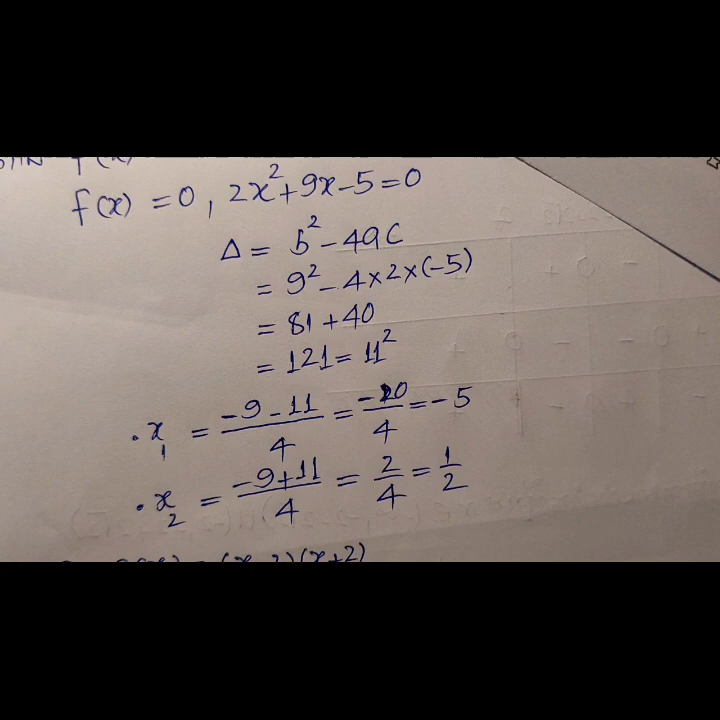 f(x) = 0 , 2x² + 9x - 5 = 0
Δ = b² - 4ac
= 9² - 4 × 2 × (-5)
= 81 + 40
= 121 = 11²
• x₁ = (-9 - 11)/4 = -20/4 = -5
• x₂ = (-9 + 11)/4 = 2/4 = 1/2
(x+2)